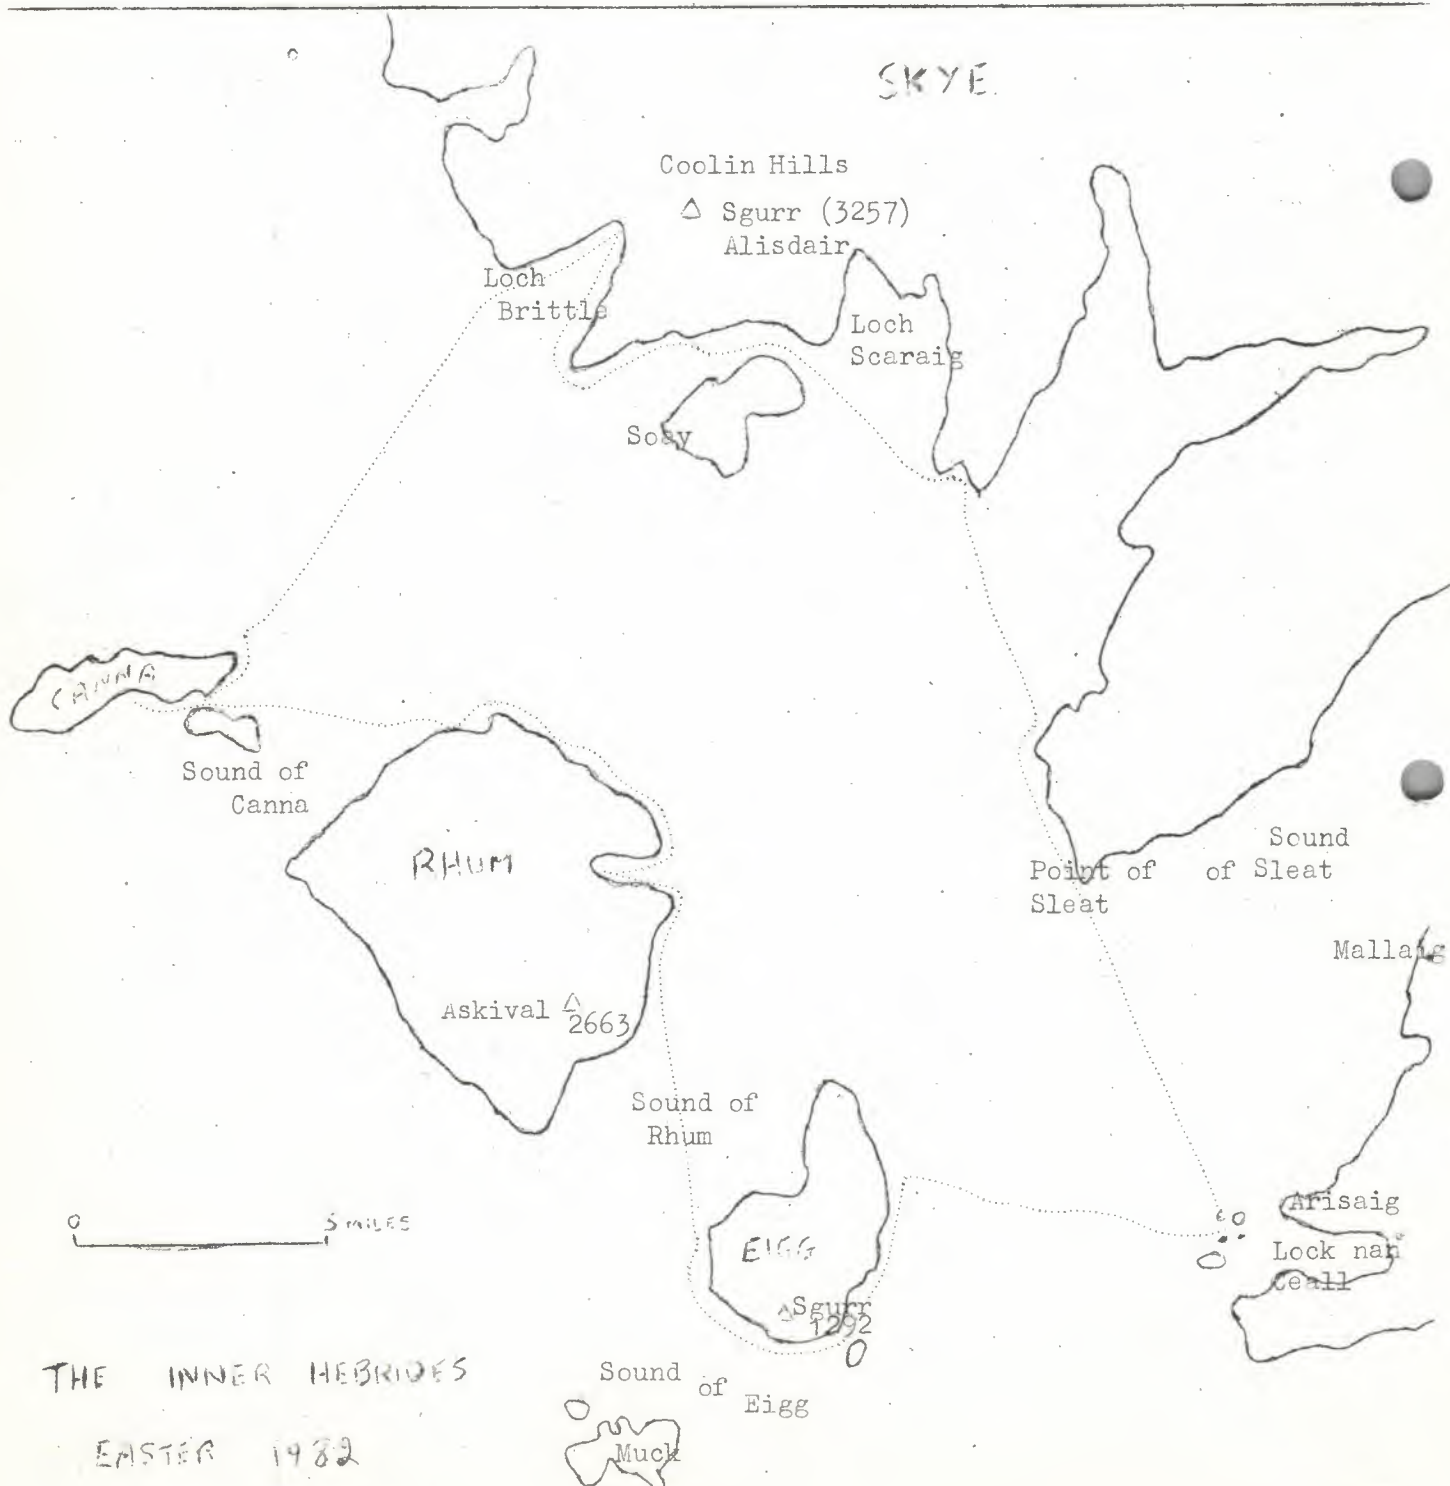 SKYE
Coolin Hills
△ Sgurr (3257)
Alisdair
Loch
Brittle
Loch
Scaraig
Soay
CANNA
Sound of
Canna
RHUM
Sound
Point of of Sleat
Sleat
Mallaig
Askival △
2663
Sound of
Rhum
Arisaig
Lock nan
Ceall
0 5 MILES
EIGG
△ Sgurr
1292
THE INNER HEBRIDES
EASTER 1982
Sound
of
Eigg
Muck